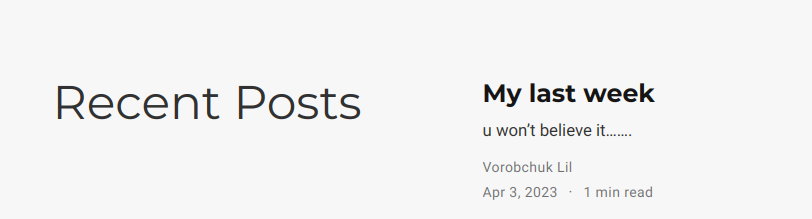 Recent Posts
My last week
u won’t believe it.......
Vorobchuk Lil
Apr 3, 2023 · 1 min read